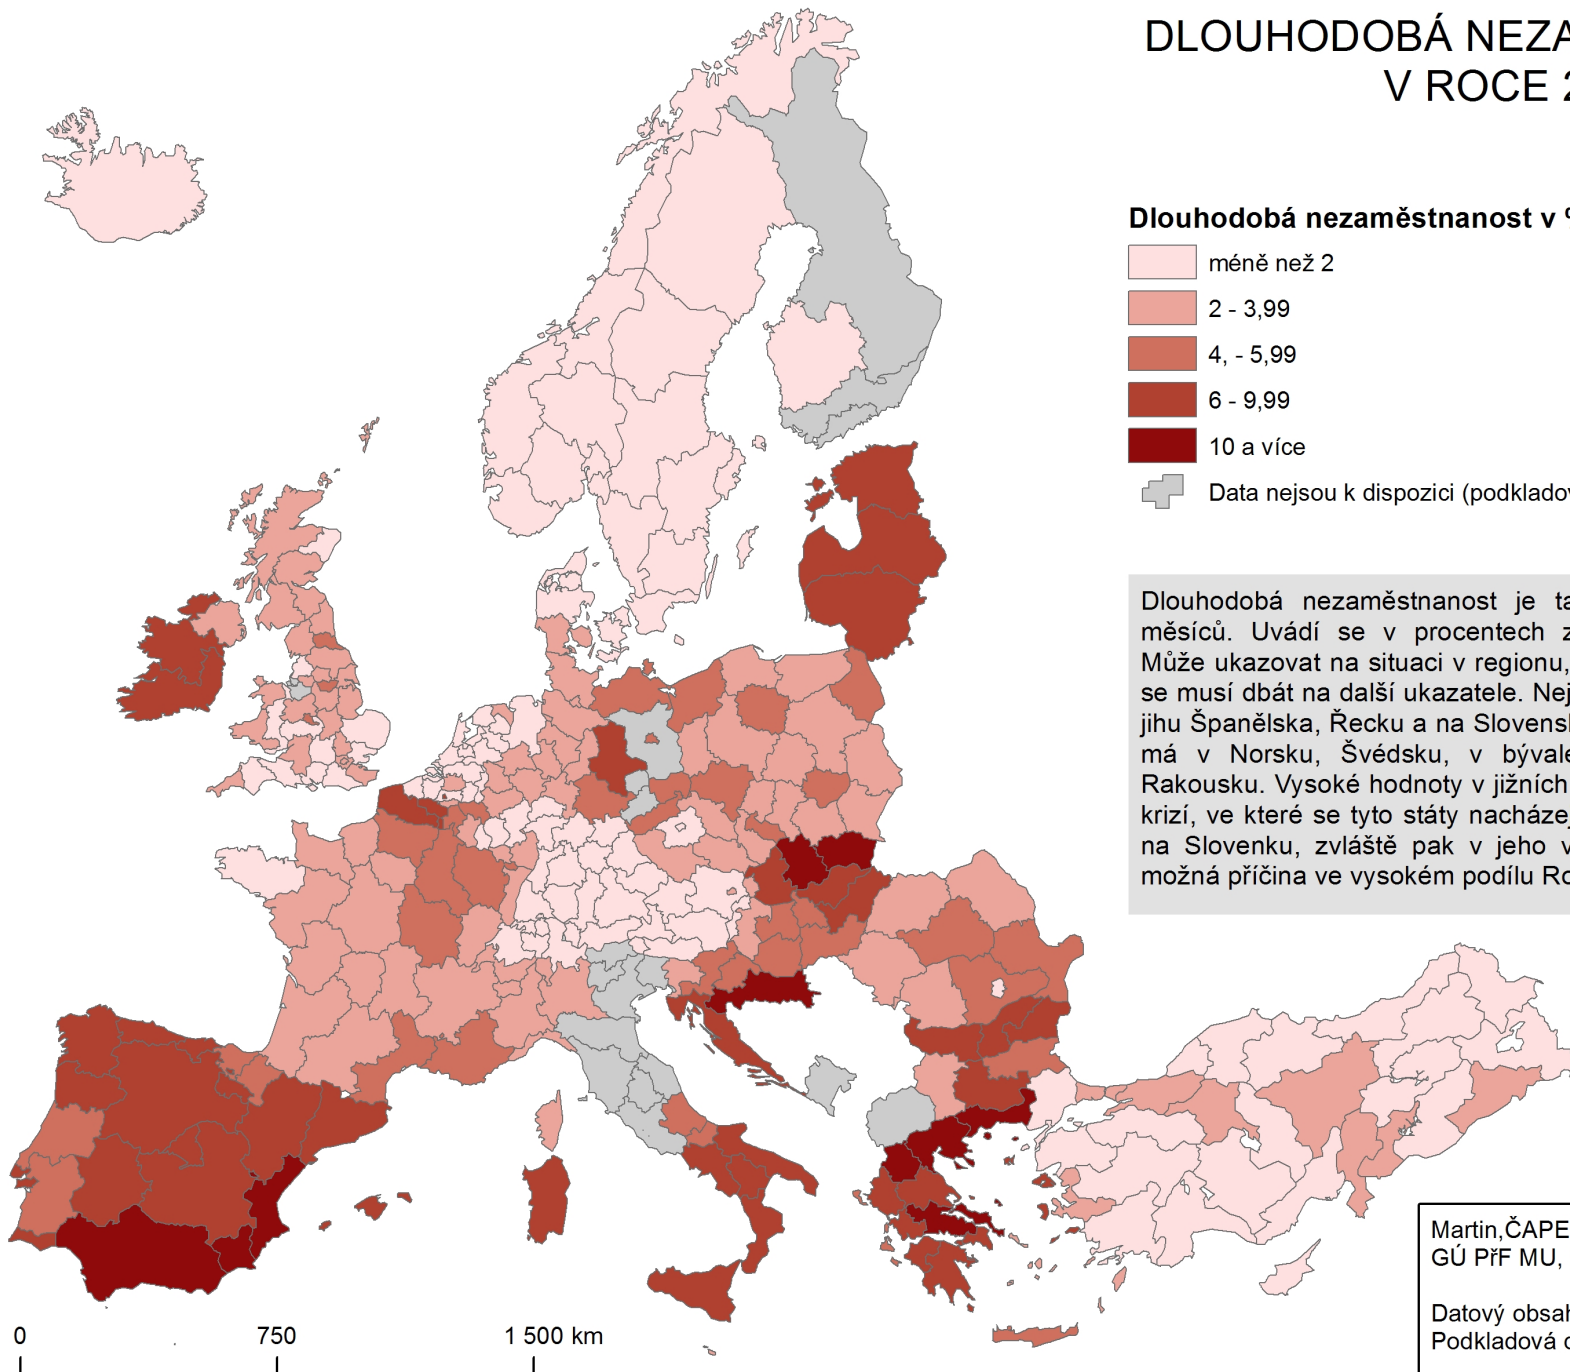 DLOUHODOBÁ NEZA
V ROCE 2
Dlouhodobá nezaměstnanost v %
méně než 2
2 - 3,99
4, - 5,99
6 - 9,99
10 a více
Data nejsou k dispozici (podkladov
Dlouhodobá nezaměstnanost je ta
měsíců. Uvádí se v procentech z
Může ukazovat na situaci v regionu,
se musí dbát na další ukazatele. Nej
jihu Španělska, Řecku a na Slovensk
má v Norsku, Švédsku, v bývale
Rakousku. Vysoké hodnoty v jižních
krizí, ve které se tyto státy nacházej
na Slovenku, zvláště pak v jeho v
možná příčina ve vysokém podílu Ro
Martin,ČAPE
GÚ PřF MU,
Datový obsah
Podkladová d
0 750 1 500 km